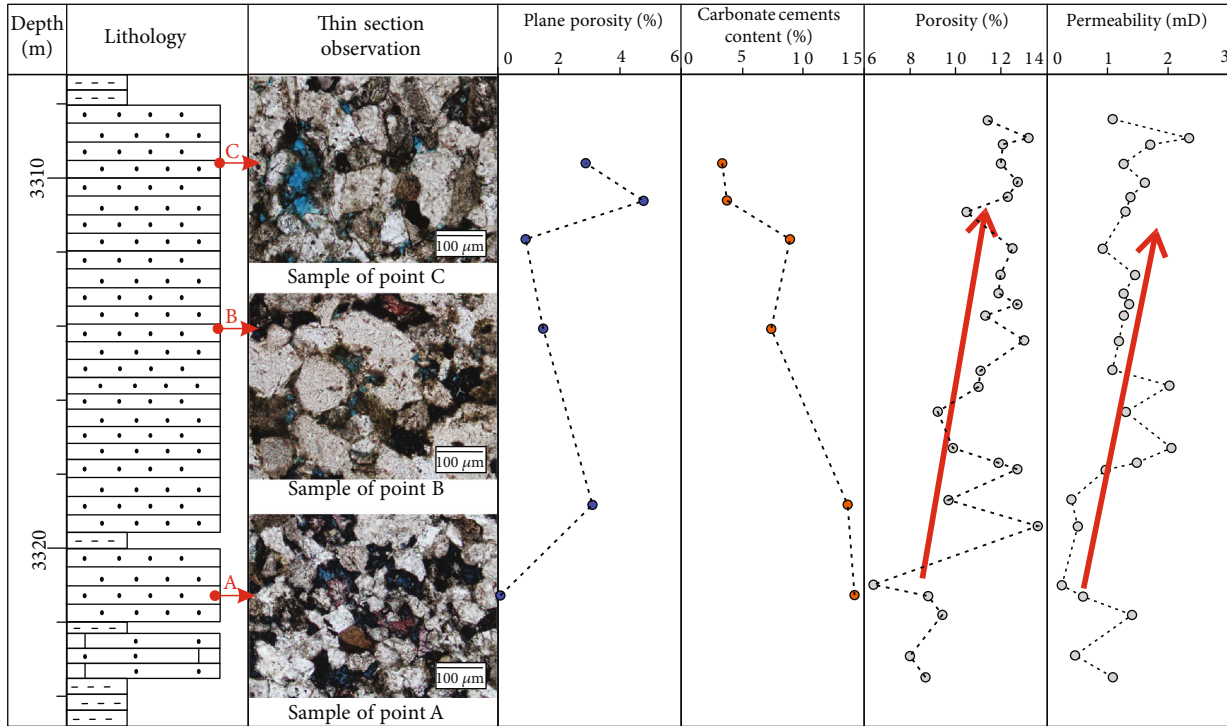 Depth
(m)
Lithology
Thin section
observation
Plane porosity (%)
0 2 4 6
Carbonate cements
content (%)
0 5 10 15
Porosity (%)
6 8 10 14
Permeability (mD)
0 1 2 3
C
3310
100 μm
Sample of point C
B
100 μm
Sample of point B
3320
A
100 μm
Sample of point A